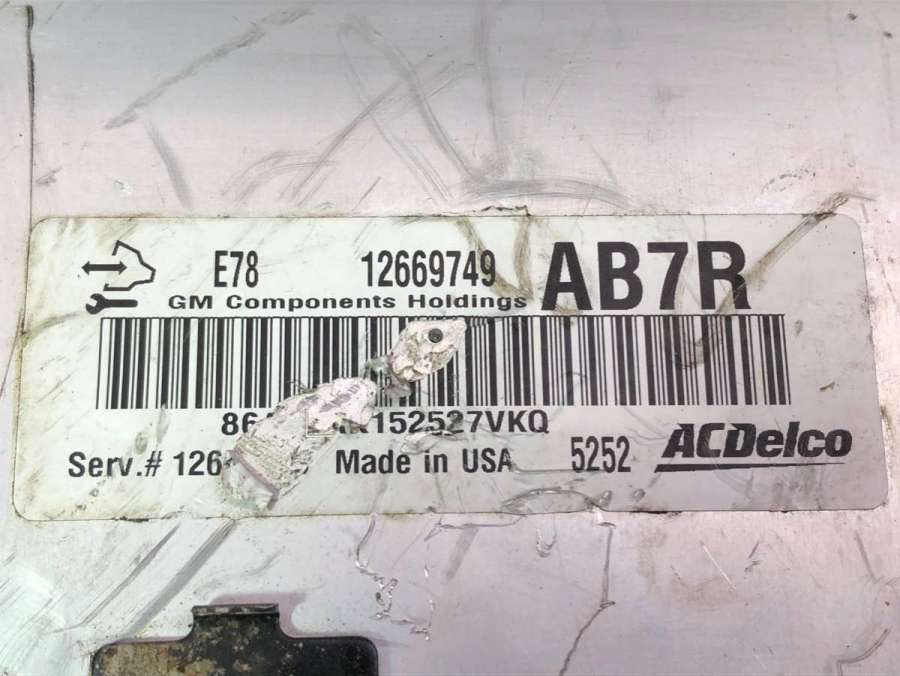 E78 12669749 AB7R
GM Components Holdings
152527VKQ
Serv.# Made in USA 5252 ACDelco